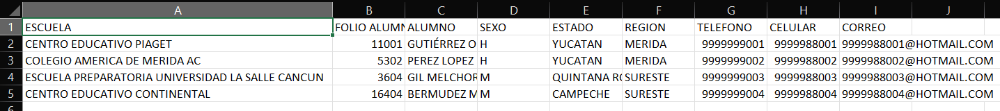 A B C D E F G H I J
1 ESCUELA FOLIO ALUMN ALUMNO SEXO ESTADO REGION TELEFONO CELULAR CORREO
2 CENTRO EDUCATIVO PIAGET 11001 GUTIÉRREZ O H YUCATAN MERIDA 9999999001 9999988001 9999988001@HOTMAIL.COM
3 COLEGIO AMERICA DE MERIDA AC 5302 PEREZ LOPEZ H YUCATAN MERIDA 9999999002 9999988002 9999988002@HOTMAIL.COM
4 ESCUELA PREPARATORIA UNIVERSIDAD LA SALLE CANCUN 3604 GIL MELCHOR M QUINTANA RO SURESTE 9999999003 9999988003 9999988003@HOTMAIL.COM
5 CENTRO EDUCATIVO CONTINENTAL 16404 BERMUDEZ M M CAMPECHE SURESTE 9999999004 9999988004 9999988004@HOTMAIL.COM